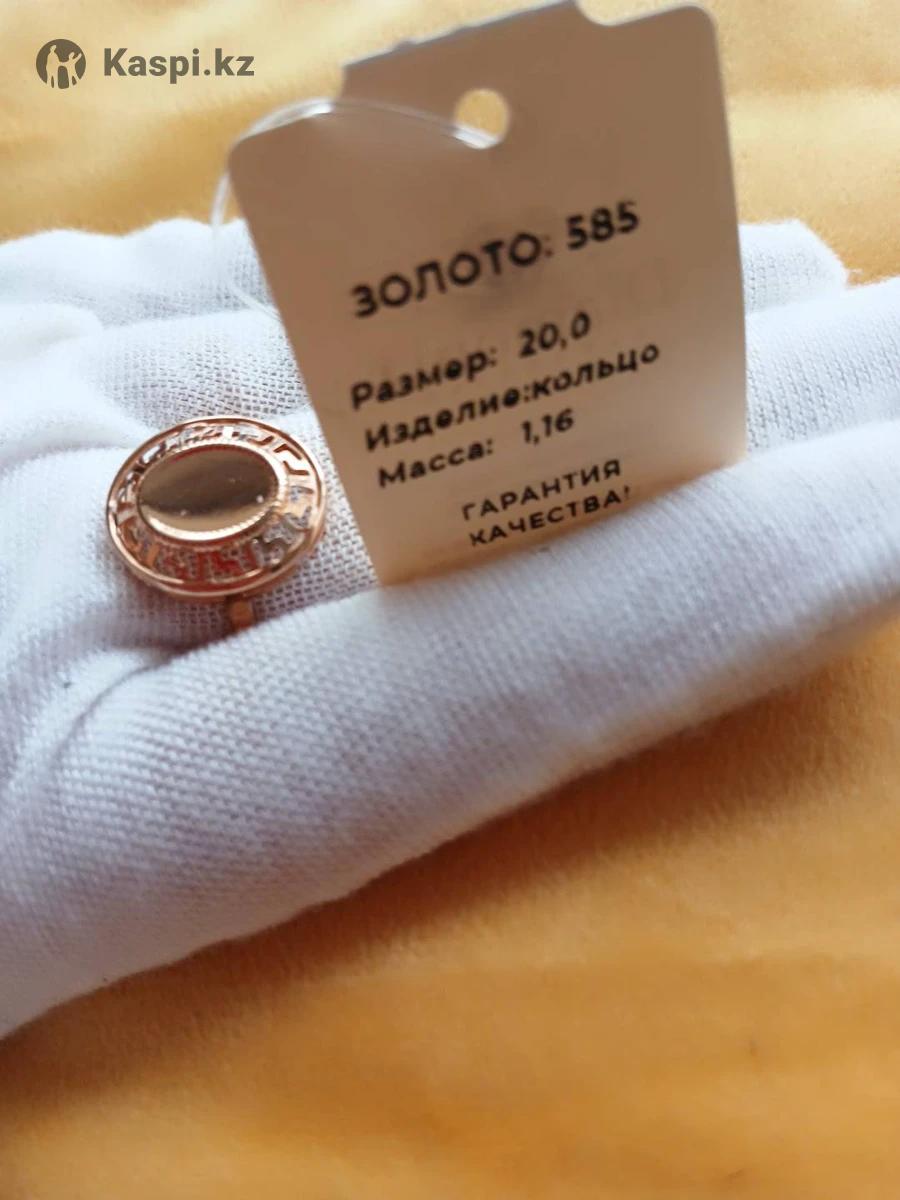 Kaspi.kz
ЗОЛОТО: 585
Размер: 20,0
Изделие:кольцо
Масса: 1,16
ГАРАНТИЯ
КАЧЕСТВА!